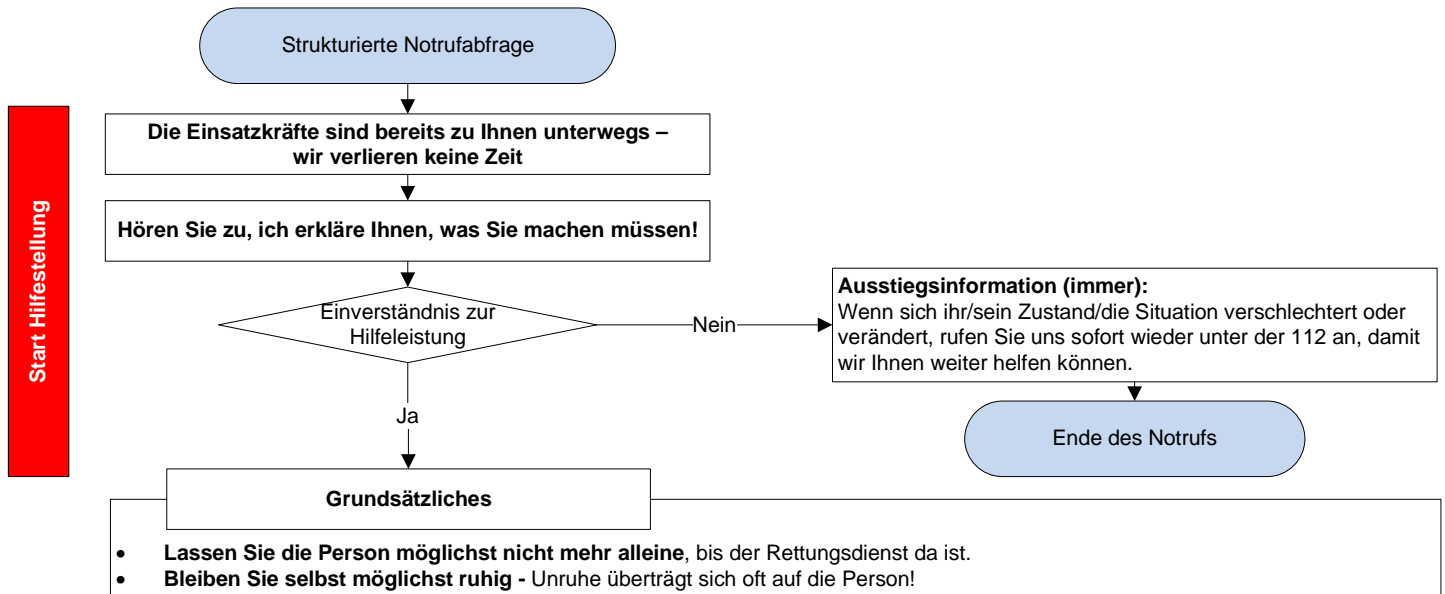 Strukturierte Notrufabfrage
Start Hilfestellung
Die Einsatzkräfte sind bereits zu Ihnen unterwegs –
wir verlieren keine Zeit
Hören Sie zu, ich erkläre Ihnen, was Sie machen müssen!
Einverständnis zur
Hilfeleistung
Nein
Ausstiegsinformation (immer):
Wenn sich ihr/sein Zustand/die Situation verschlechtert oder
verändert, rufen Sie uns sofort wieder unter der 112 an, damit
wir Ihnen weiter helfen können.
Ja
Ende des Notrufs
Grundsätzliches
• Lassen Sie die Person möglichst nicht mehr alleine, bis der Rettungsdienst da ist.
• Bleiben Sie selbst möglichst ruhig - Unruhe überträgt sich oft auf die Person!